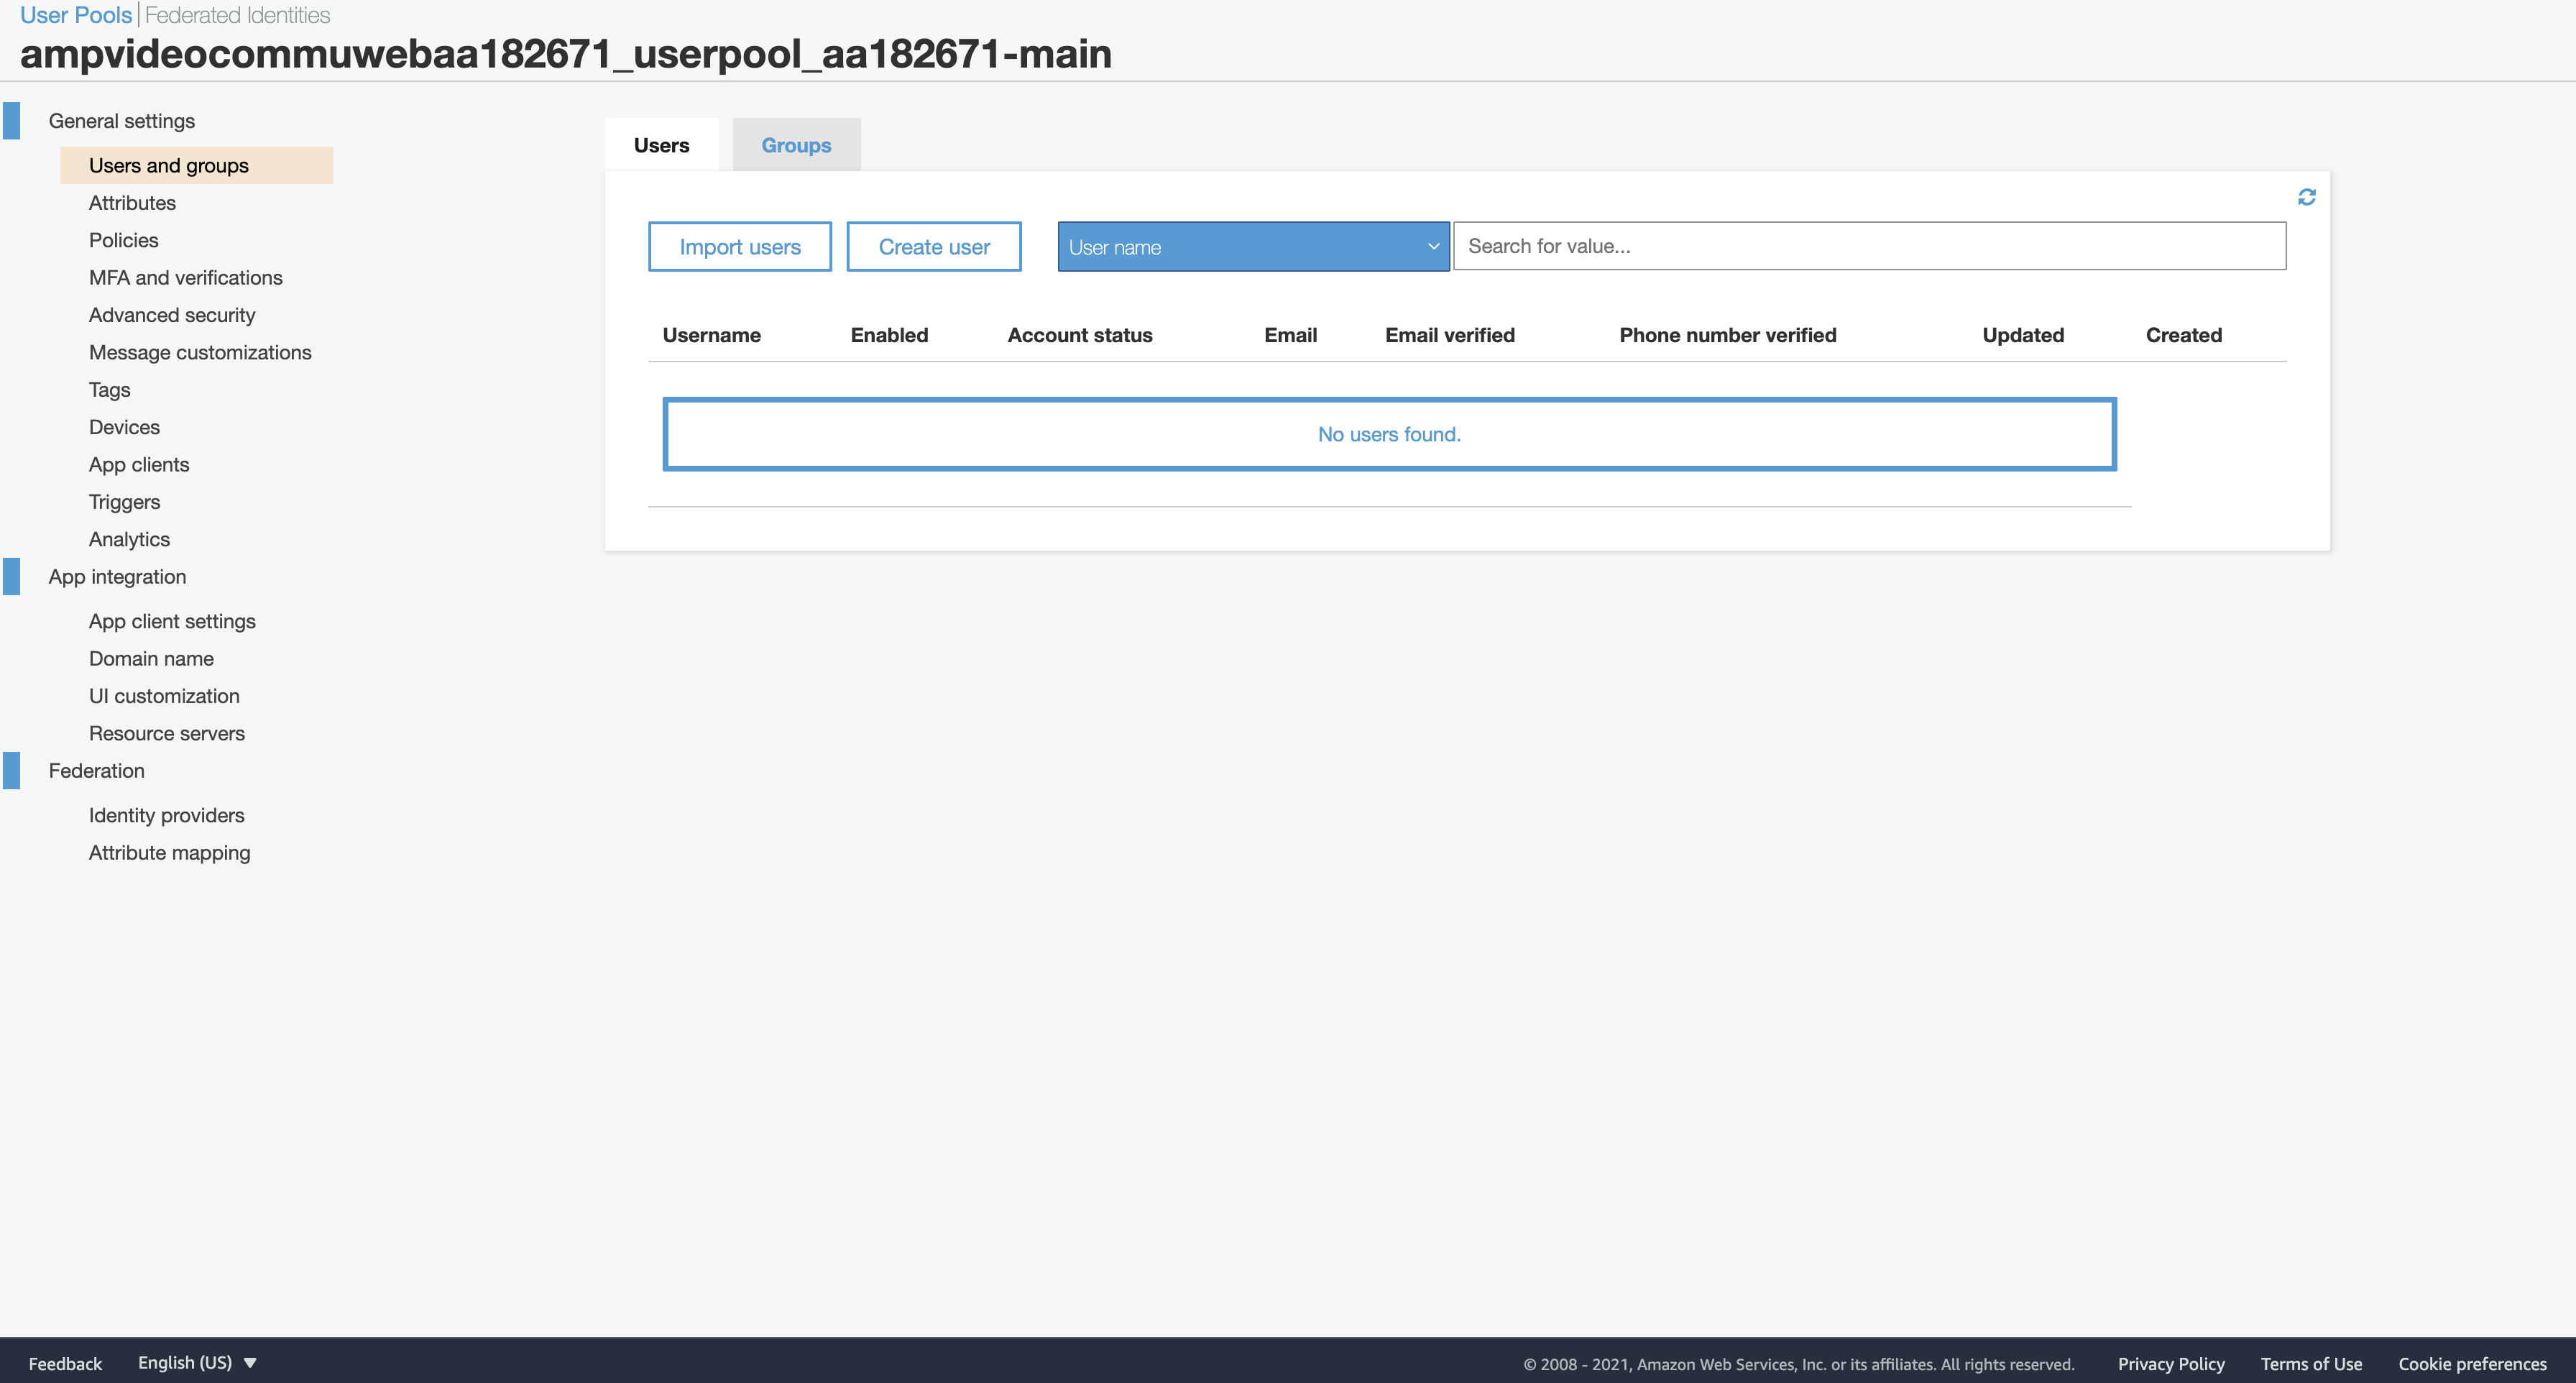 User Pools | Federated Identities
ampvideocommuwebaa182671_userpool_aa182671-main
General settings
Users and groups
Attributes
Policies
MFA and verifications
Advanced security
Message customizations
Tags
Devices
App clients
Triggers
Analytics
App integration
App client settings
Domain name
UI customization
Resource servers
Federation
Identity providers
Attribute mapping
Users Groups
Import users Create user User name Search for value...
Username Enabled Account status Email Email verified Phone number verified Updated Created
No users found.
Feedback English (US) © 2008 - 2021, Amazon Web Services, Inc. or its affiliates. All rights reserved. Privacy Policy Terms of Use Cookie preferences